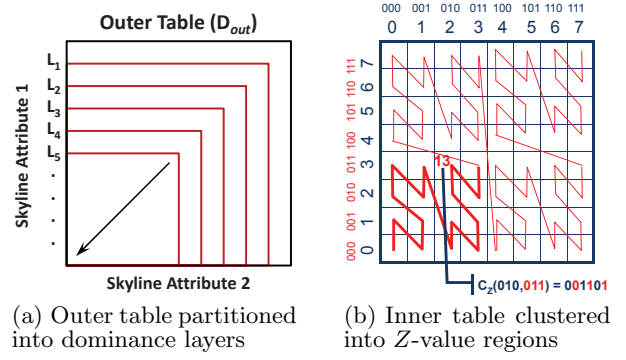 Outer Table (D_out)
Skyline Attribute 1
L1
L2
L3
L4
L5
.
.
.
.
Skyline Attribute 2
(a) Outer table partitioned
into dominance layers
000 001 010 011 100 101 110 111
0 1 2 3 4 5 6 7
111 7
110 6
101 5
100 4
011 3
010 2
001 1
000 0
13
Cz(010,011) = 001101
(b) Inner table clustered
into Z-value regions